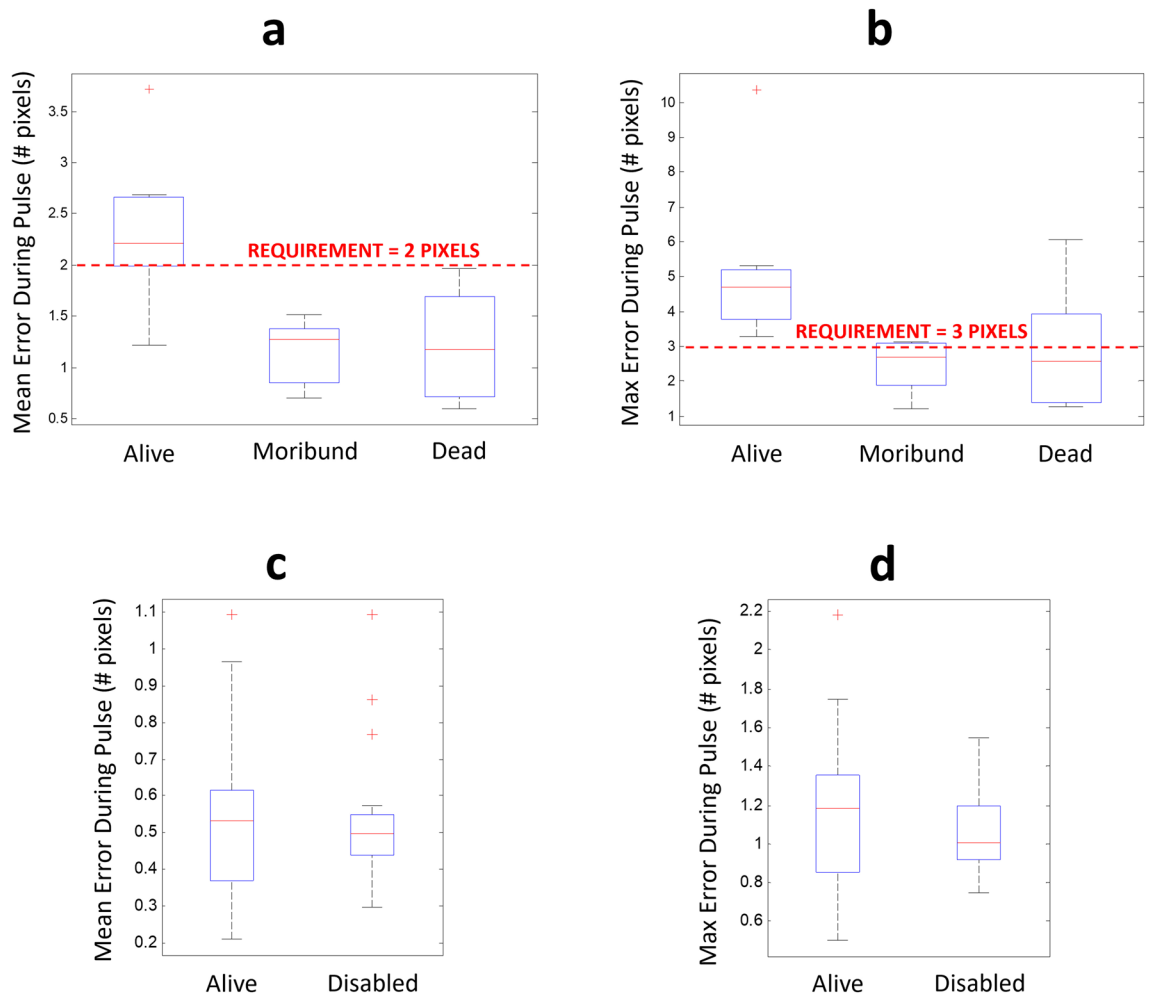 a
Mean Error During Pulse (# pixels)
3.5
3
2.5
2
1.5
1
0.5
REQUIREMENT = 2 PIXELS
Alive Moribund Dead
b
Max Error During Pulse (# pixels)
10
9
8
7
6
5
4
3
2
1
REQUIREMENT = 3 PIXELS
Alive Moribund Dead
c
Mean Error During Pulse (# pixels)
1.1
1
0.9
0.8
0.7
0.6
0.5
0.4
0.3
0.2
Alive Disabled
d
Max Error During Pulse (# pixels)
2.2
2
1.8
1.6
1.4
1.2
1
0.8
0.6
Alive Disabled